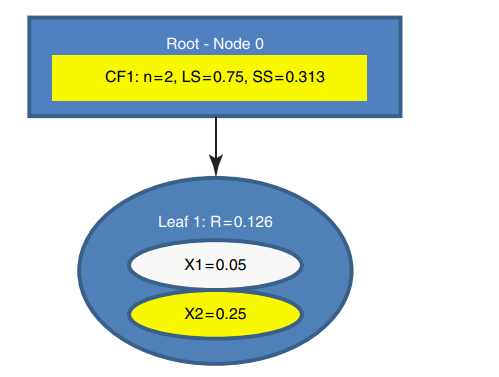 Root - Node 0
CF1: n=2, LS=0.75, SS=0.313
Leaf 1: R=0.126
X1=0.05
X2=0.25